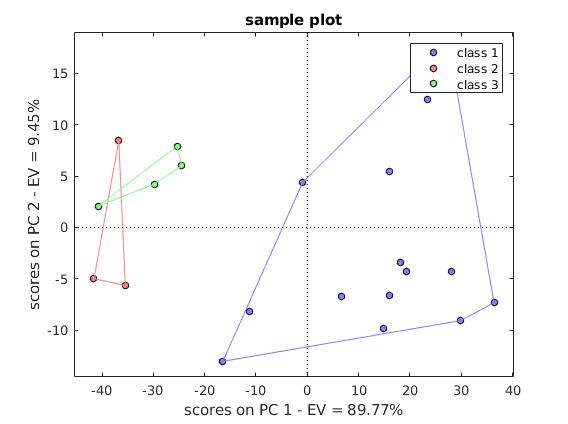 sample plot
class 1
class 2
class 3
scores on PC 2 - EV = 9.45%
15
10
5
0
-5
-10
-40
-30
-20
-10
0
10
20
30
40
scores on PC 1 - EV = 89.77%